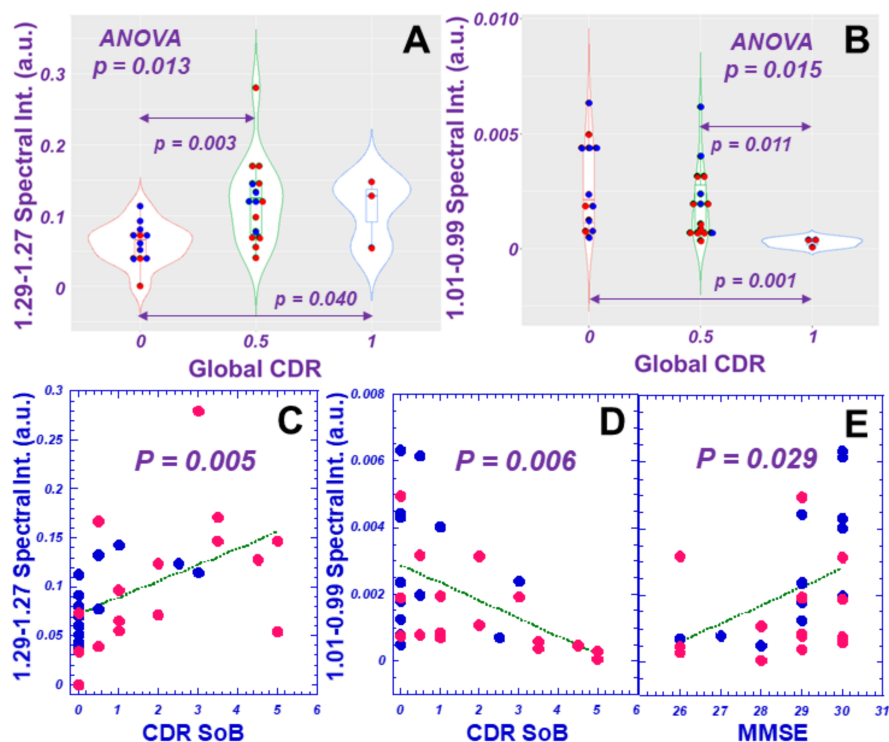 A
ANOVA
p = 0.013
p = 0.003
p = 0.040
1.29-1.27 Spectral Int. (a.u.)
0.3
0.2
0.1
0
0 0.5 1
Global CDR
B
ANOVA
p = 0.015
p = 0.011
p = 0.001
1.01-0.99 Spectral Int. (a.u.)
0.010
0.005
0
0 0.5 1
Global CDR
C
P = 0.005
1.29-1.27 Spectral Int. (a.u.)
0.3
0.25
0.2
0.15
0.1
0.05
0
0 1 2 3 4 5 6
CDR SoB
D
P = 0.006
1.01-0.99 Spectral Int. (a.u.)
0.008
0.006
0.004
0.002
0
0 1 2 3 4 5 6
CDR SoB
E
P = 0.029
26 27 28 29 30 31
MMSE